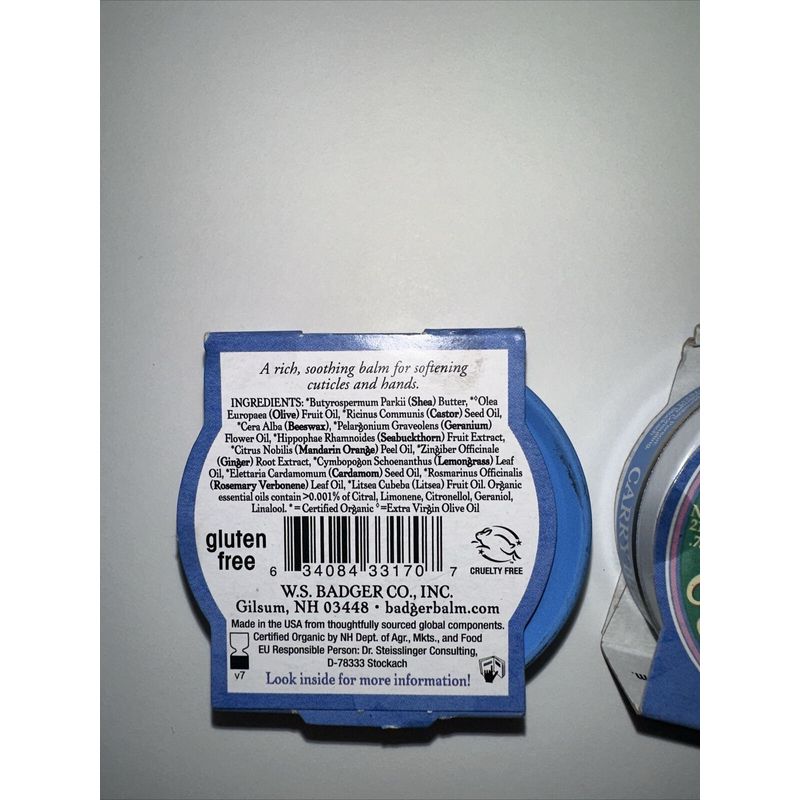 A rich, soothing balm for softening
cuticles and hands.
INGREDIENTS: *Butyrospermum Parkii (Shea) Butter, *°Olea
Europaea (Olive) Fruit Oil, *Ricinus Communis (Castor) Seed Oil,
*Cera Alba (Beeswax), *Pelargonium Graveolens (Geranium)
Flower Oil, *Hippophae Rhamnoides (Seabuckthorn) Fruit Extract,
*Citrus Nobilis (Mandarin Orange) Peel Oil, *Zingiber Officinale
(Ginger) Root Extract, *Cymbopogon Schoenanthus (Lemongrass) Leaf
Oil, *Elettaria Cardamomum (Cardamom) Seed Oil, *Rosmarinus Officinalis
(Rosemary Verbonene) Leaf Oil, *Litsea Cubeba (Litsea) Fruit Oil. Organic
essential oils contain >0.001% of Citral, Limonene, Citronellol, Geraniol,
Linalool. * = Certified Organic °=Extra Virgin Olive Oil
gluten
free
6 34084 33170 7
CRUELTY FREE
W.S. BADGER CO., INC.
Gilsum, NH 03448 • badgerbalm.com
Made in the USA from thoughtfully sourced global components.
Certified Organic by NH Dept. of Agr., Mkts., and Food
EU Responsible Person: Dr. Steisslinger Consulting,
D-78333 Stockach
v7
Look inside for more information!
CARRY